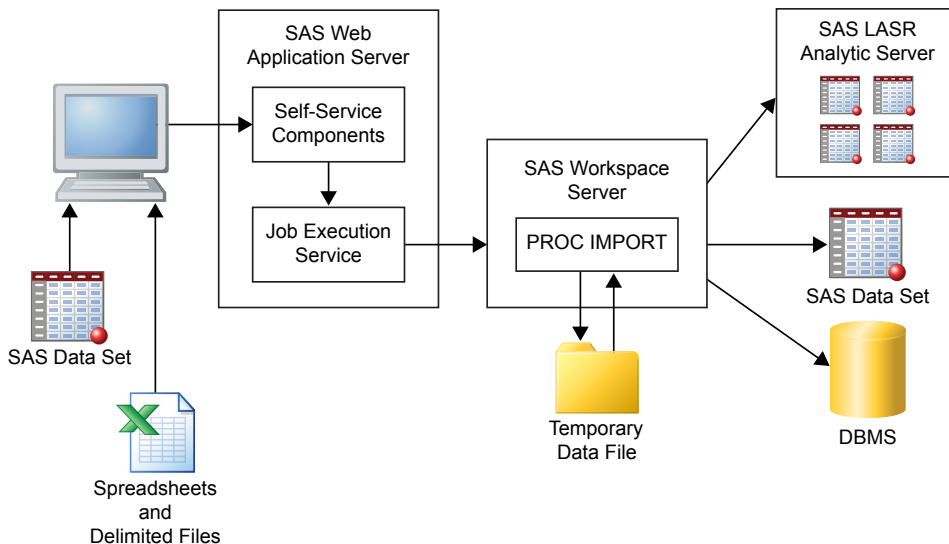 SAS Web
Application Server
Self-Service
Components
Job Execution
Service
SAS Data Set
Spreadsheets
and
Delimited Files
SAS Workspace
Server
PROC IMPORT
Temporary
Data File
SAS LASR
Analytic Server
SAS Data Set
DBMS